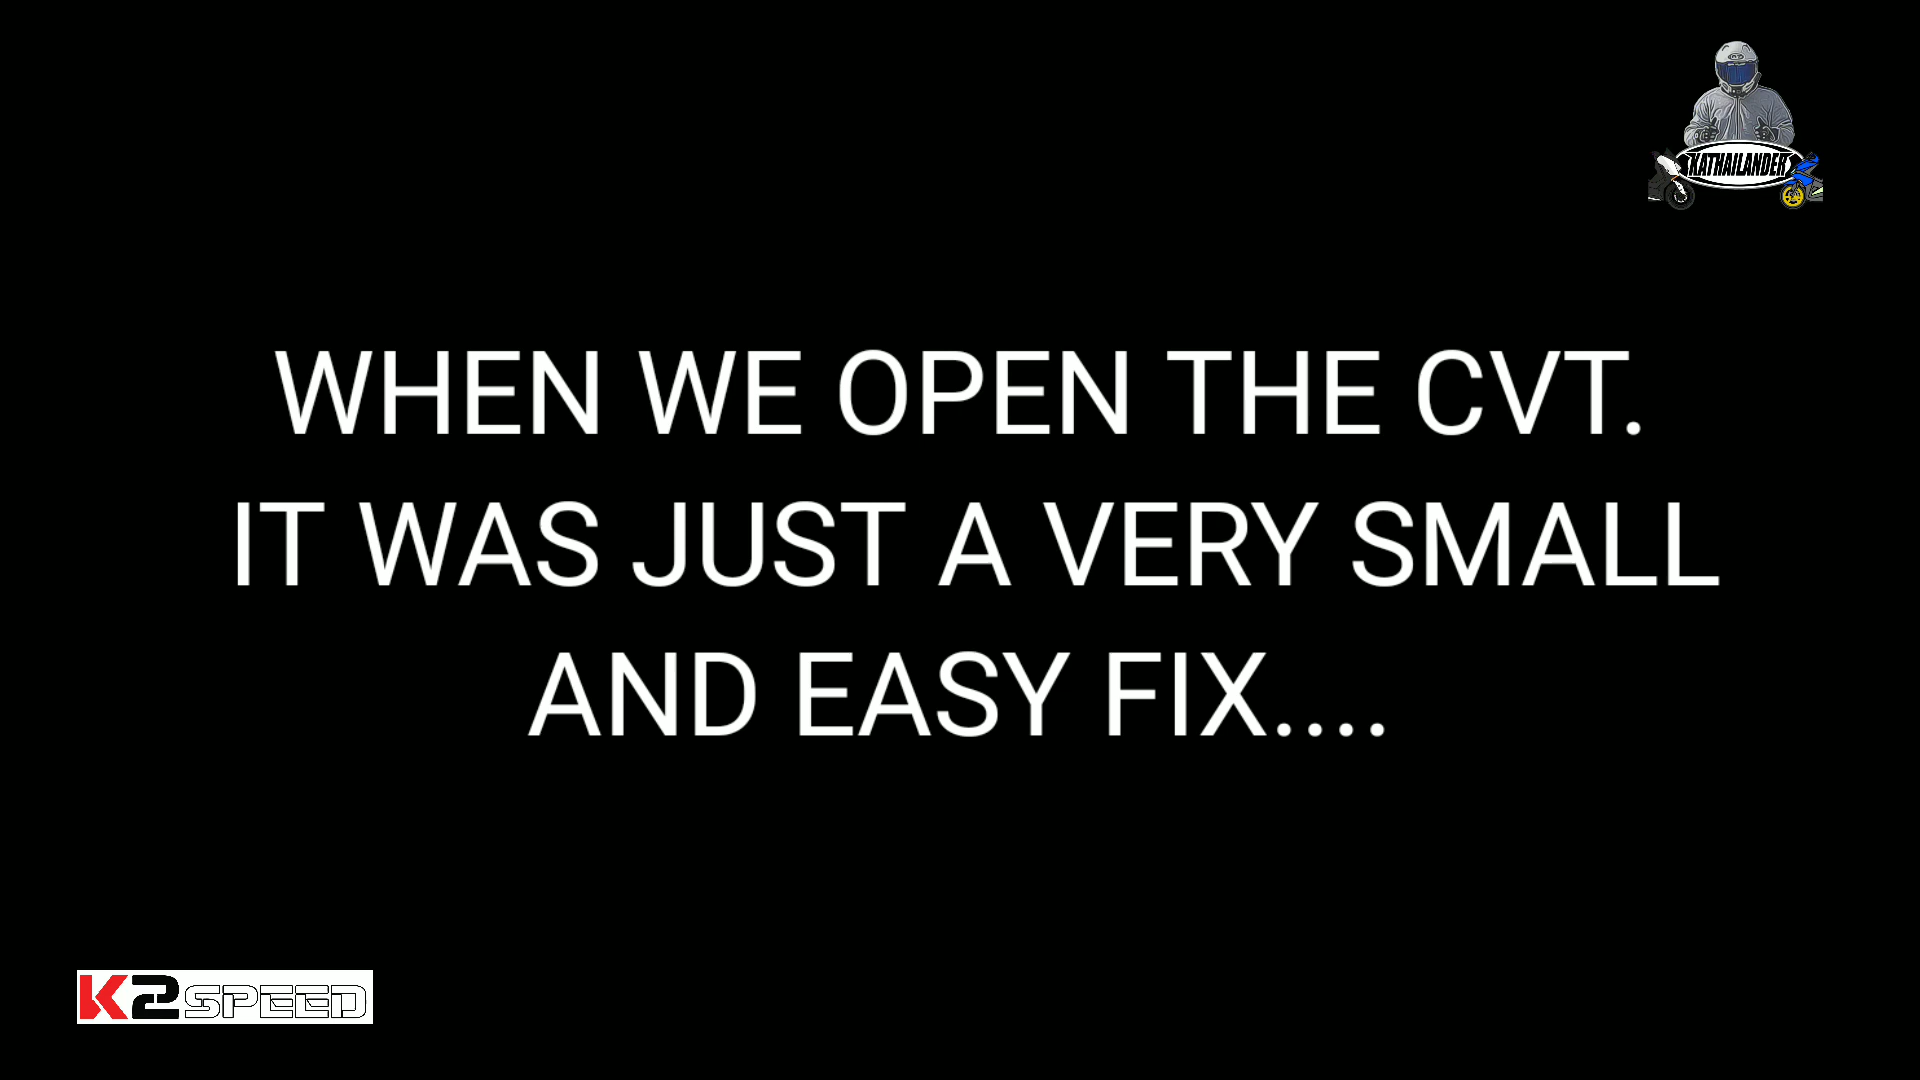 KATHAILANDER
WHEN WE OPEN THE CVT.
IT WAS JUST A VERY SMALL
AND EASY FIX....
K2SPEED